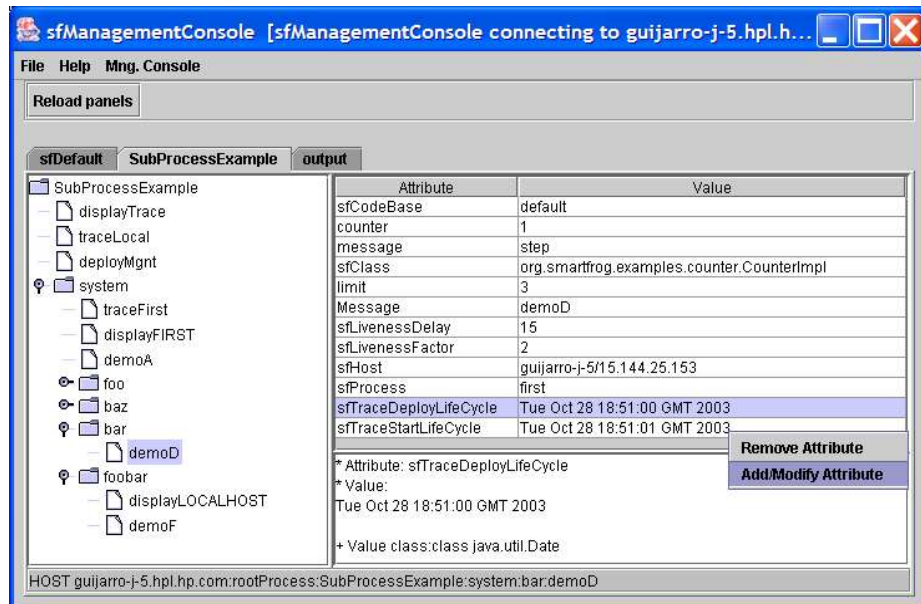 sfManagementConsole [sfManagementConsole connecting to guijarro-j-5.hpl.h...
File Help Mng. Console
Reload panels
sfDefault SubProcessExample output
SubProcessExample
displayTrace
traceLocal
deployMgnt
system
traceFirst
displayFIRST
demoA
foo
baz
bar
demoD
foobar
displayLOCALHOST
demoF
Attribute Value
sfCodeBase default
counter 1
message step
sfClass org.smartfrog.examples.counter.CounterImpl
limit 3
Message demoD
sfLivenessDelay 15
sfLivenessFactor 2
sfHost guijarro-j-5/15.144.25.153
sfProcess first
sfTraceDeployLifeCycle Tue Oct 28 18:51:00 GMT 2003
sfTraceStartLifeCycle Tue Oct 28 18:51:01 GMT 2003
Remove Attribute
Add/Modify Attribute
* Attribute: sfTraceDeployLifeCycle
* Value:
Tue Oct 28 18:51:00 GMT 2003
+ Value class:class java.util.Date
HOST guijarro-j-5.hpl.hp.com:rootProcess:SubProcessExample:system:bar:demoD